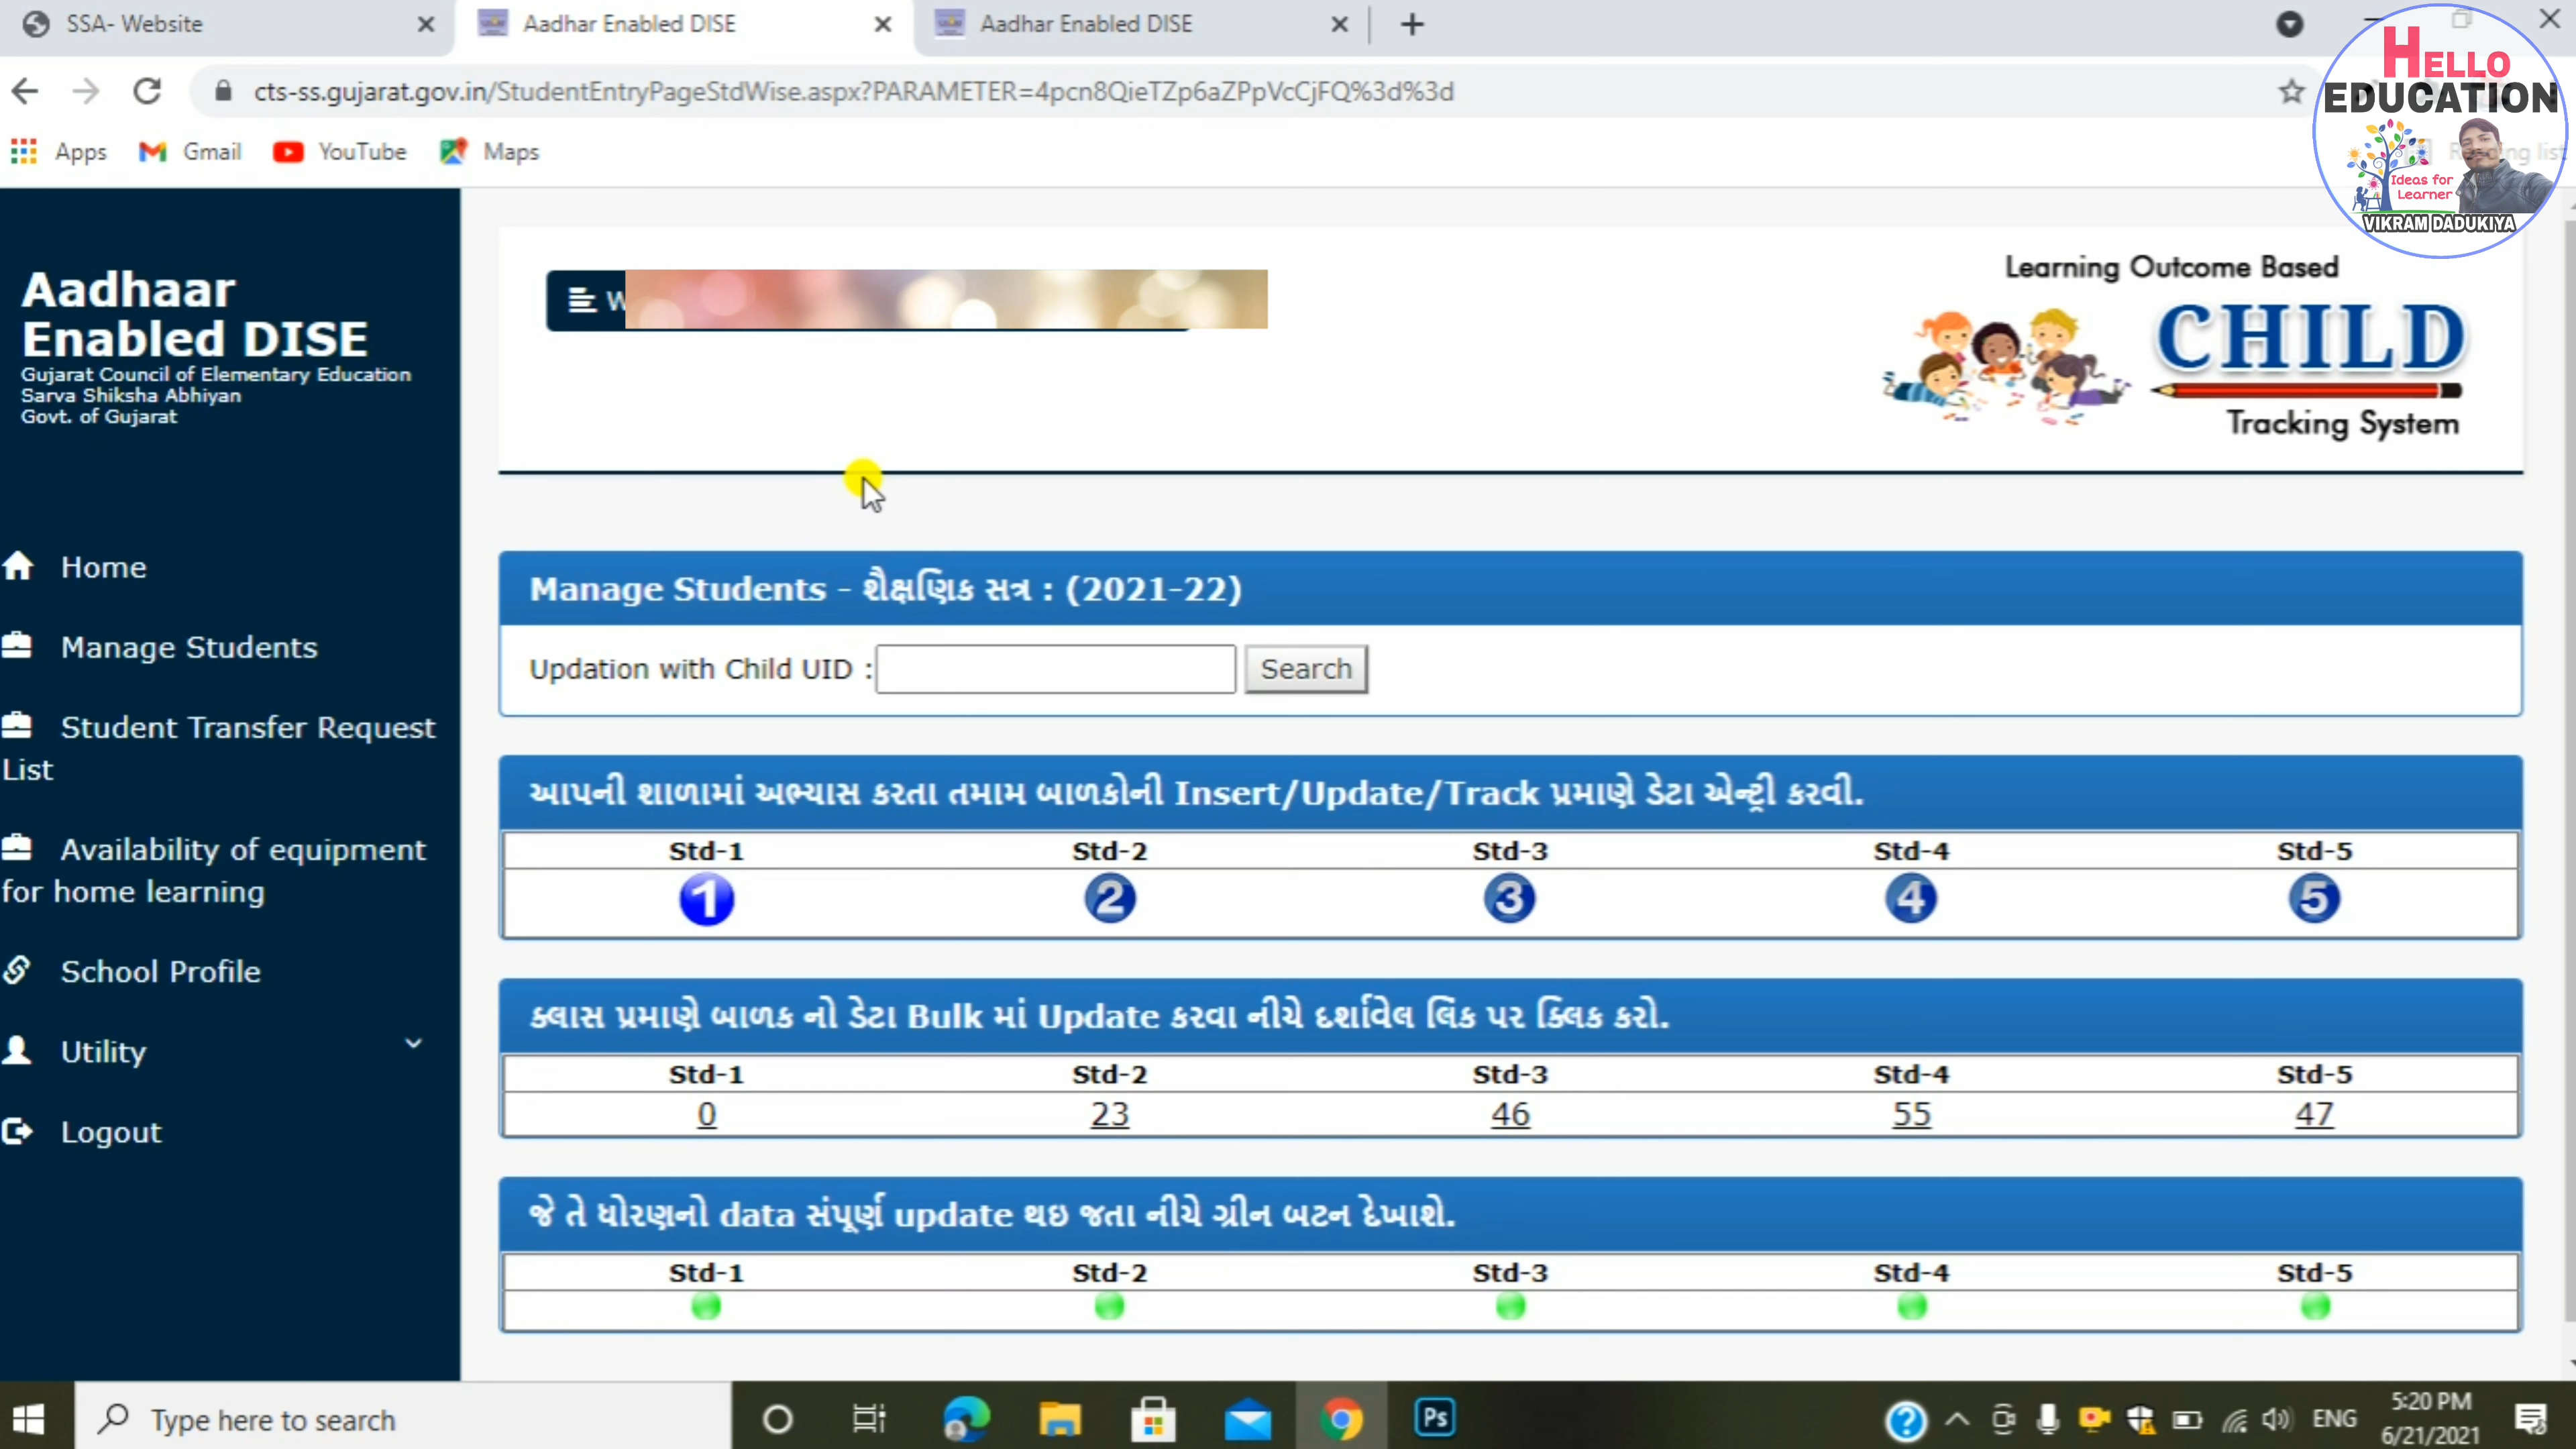 SSA- Website
Aadhar Enabled DISE
Aadhar Enabled DISE
cts-ss.gujarat.gov.in/StudentEntryPageStdWise.aspx?PARAMETER=4pcn8QieTZp6aZPpVcCjFQ%3d%3d
Apps Gmail YouTube Maps
HELLO
EDUCATION
Ideas for
Learner
VIKRAM DADUKIYA
Aadhaar
Enabled DISE
Gujarat Council of Elementary Education
Sarva Shiksha Abhiyan
Govt. of Gujarat
Home
Manage Students
Student Transfer Request
List
Availability of equipment
for home learning
School Profile
Utility
Logout
Learning Outcome Based
CHILD
Tracking System
Manage Students - શૈક્ષણિક સત્ર : (2021-22)
Updation with Child UID : Search
આપની શાળામાં અભ્યાસ કરતા તમામ બાળકોની Insert/Update/Track પ્રમાણે ડેટા એન્ટ્રી કરવી.
Std-1 Std-2 Std-3 Std-4 Std-5
1 2 3 4 5
ક્લાસ પ્રમાણે બાળક નો ડેટા Bulk માં Update કરવા નીચે દર્શાવેલ લિંક પર ક્લિક કરો.
Std-1 Std-2 Std-3 Std-4 Std-5
0 23 46 55 47
જે તે ધોરણનો data સંપૂર્ણ update થઇ જતા નીચે ગ્રીન બટન દેખાશે.
Std-1 Std-2 Std-3 Std-4 Std-5
Type here to search
Ps
ENG
5:20 PM
6/21/2021